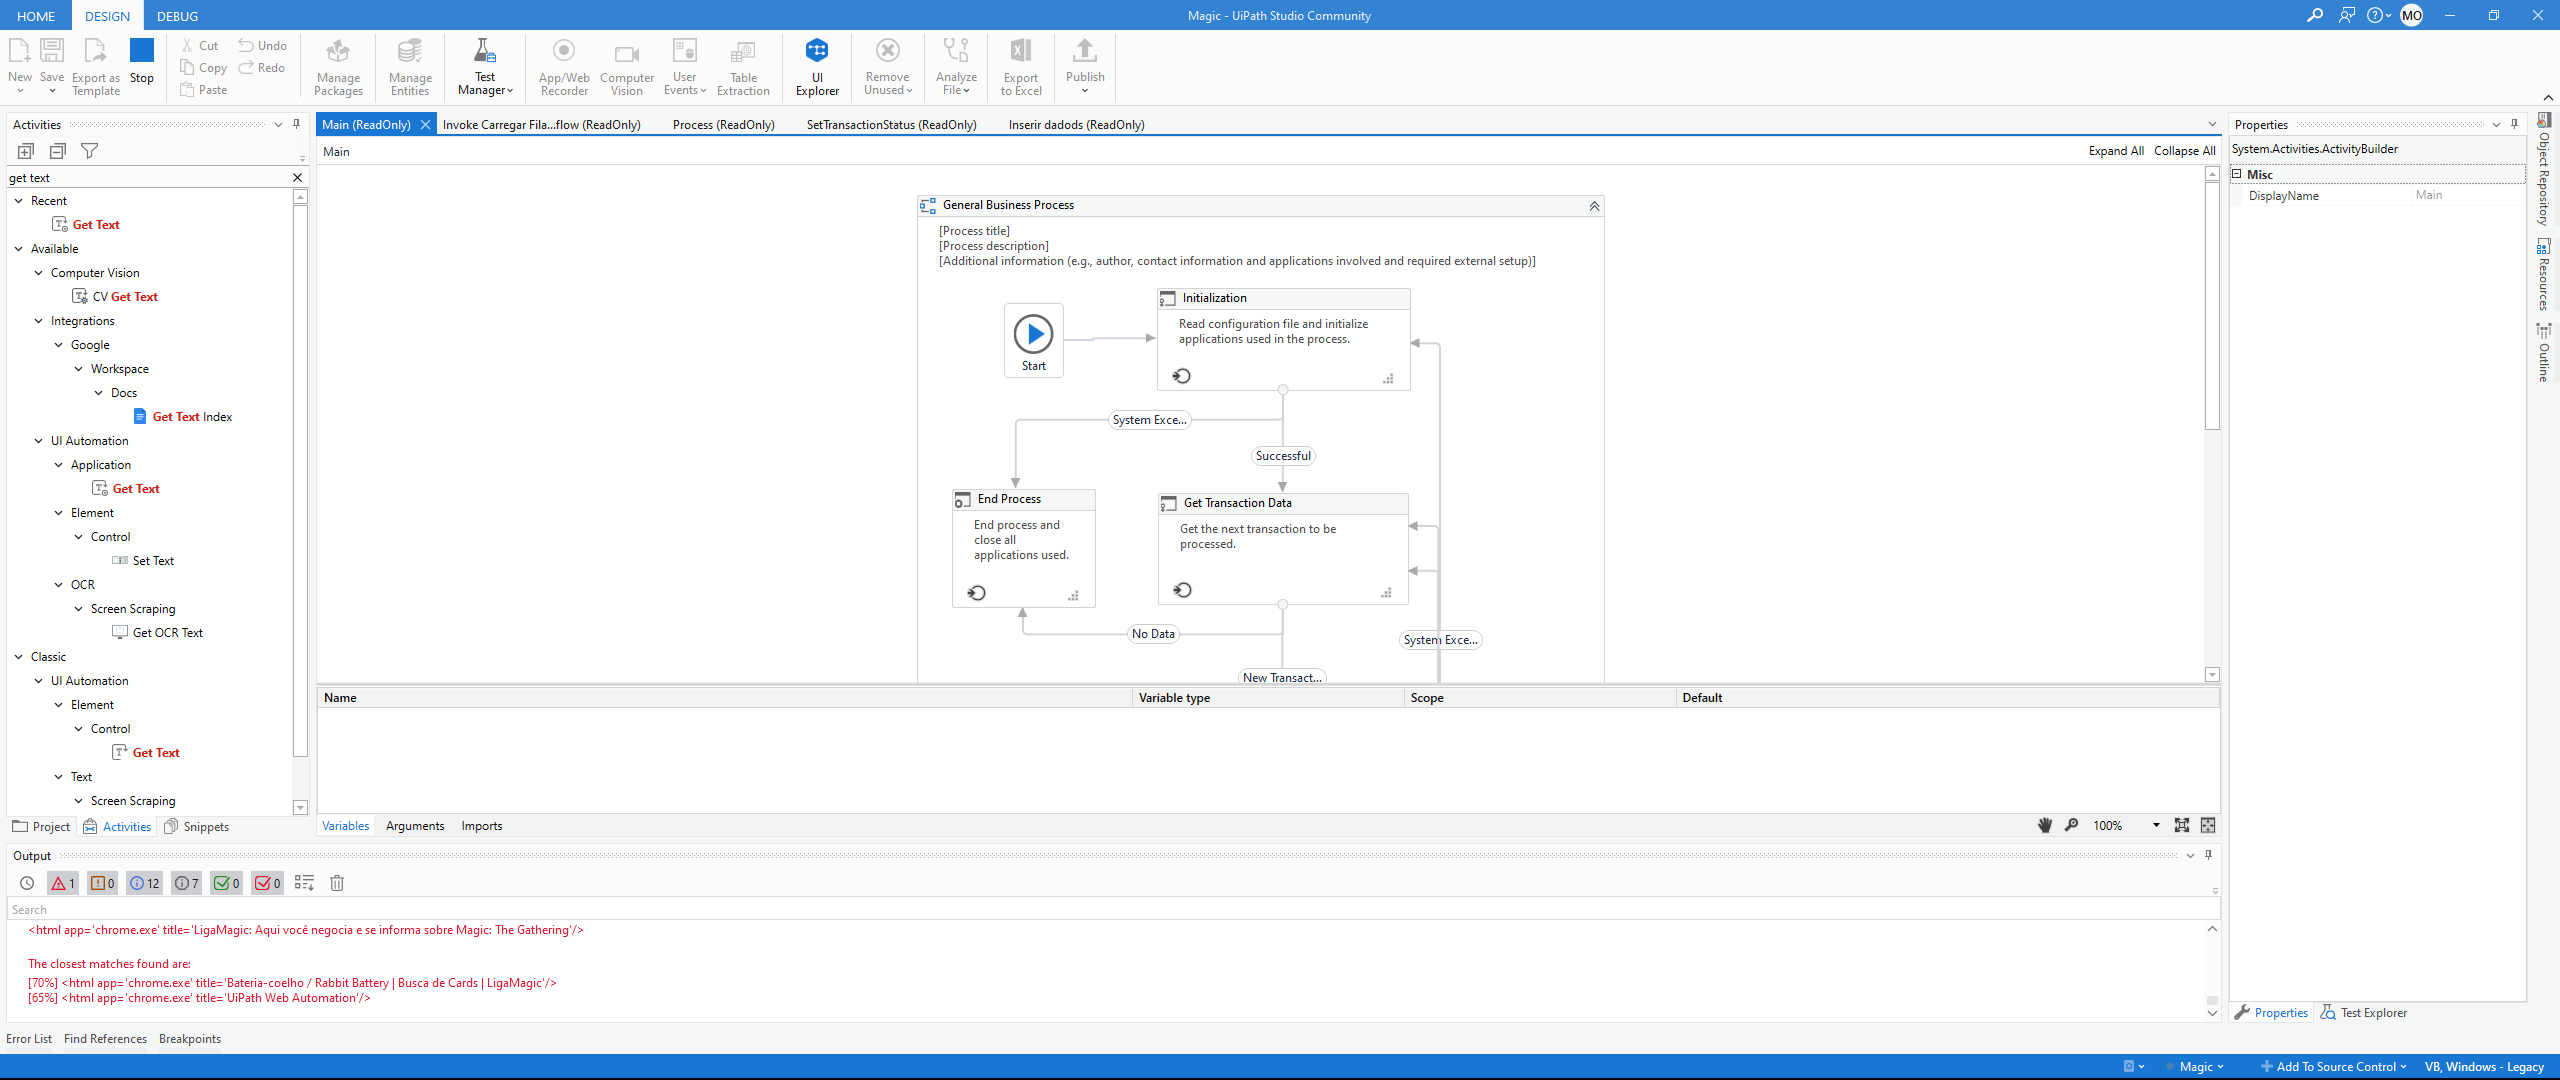 HOME DESIGN DEBUG Magic - UiPath Studio Community MO
New Save Export as Template Stop Cut Copy Paste Undo Redo Manage Packages Manage Entities Test Manager App/Web Recorder Computer Vision User Events Table Extraction UI Explorer Remove Unused Analyze File Export to Excel Publish
Activities
get text
Recent
Get Text
Available
Computer Vision
CV Get Text
Integrations
Google
Workspace
Docs
Get Text Index
UI Automation
Application
Get Text
Element
Control
Set Text
OCR
Screen Scraping
Get OCR Text
Classic
UI Automation
Element
Control
Get Text
Text
Screen Scraping
Project Activities Snippets
Main (ReadOnly) Invoke Carregar Fila...flow (ReadOnly) Process (ReadOnly) SetTransactionStatus (ReadOnly) Inserir dadods (ReadOnly)
Main Expand All Collapse All
General Business Process
[Process title]
[Process description]
[Additional information (e.g., author, contact information and applications involved and required external setup)]
Start
Initialization
Read configuration file and initialize
applications used in the process.
System Exce...
Successful
End Process
End process and
close all
applications used.
Get Transaction Data
Get the next transaction to be
processed.
No Data
System Exce...
New Transact...
Name Variable type Scope Default
Variables Arguments Imports 100%
Properties
System.Activities.ActivityBuilder
Misc
DisplayName Main
Properties Test Explorer
Object Repository
Resources
Outline
Output
1 0 12 7 0 0
Search
<html app='chrome.exe' title='LigaMagic: Aqui você negocia e se informa sobre Magic: The Gathering'/>
The closest matches found are:
[70%] <html app='chrome.exe' title='Bateria-coelho / Rabbit Battery | Busca de Cards | LigaMagic'/>
[65%] <html app='chrome.exe' title='UiPath Web Automation'/>
Error List Find References Breakpoints
Magic Add To Source Control VB, Windows - Legacy